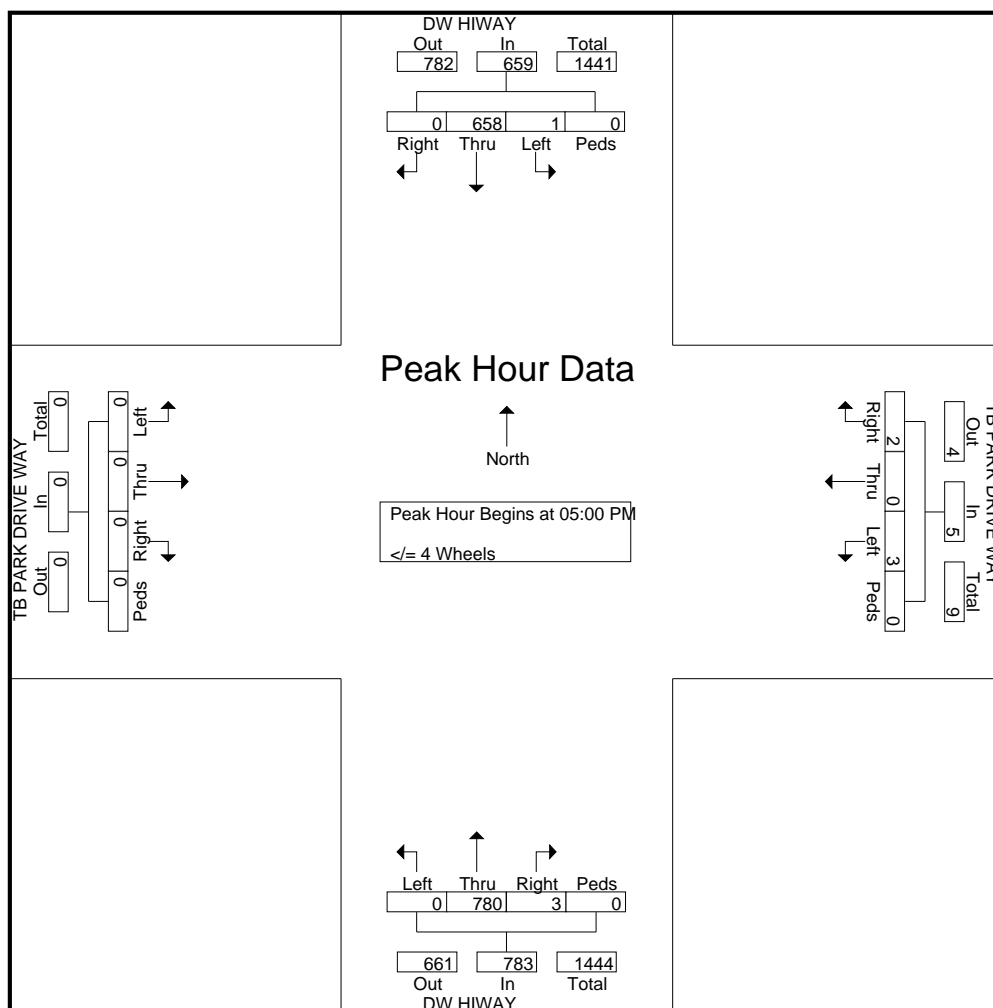 DW HIWAY
Out In Total
782 659 1441
0 658 1 0
Right Thru Left Peds
Peak Hour Data
North
Peak Hour Begins at 05:00 PM
</= 4 Wheels
TB PARK DRIVE WAY
Total In Out
0 0 0
0 0 0 0
Left Thru Right Peds
TB PARK DRIVE WAY
Out In Total
4 5 9
2 0 3 0
Right Thru Left Peds
Left Thru Right Peds
0 780 3 0
661 783 1444
Out In Total
DW HIWAY